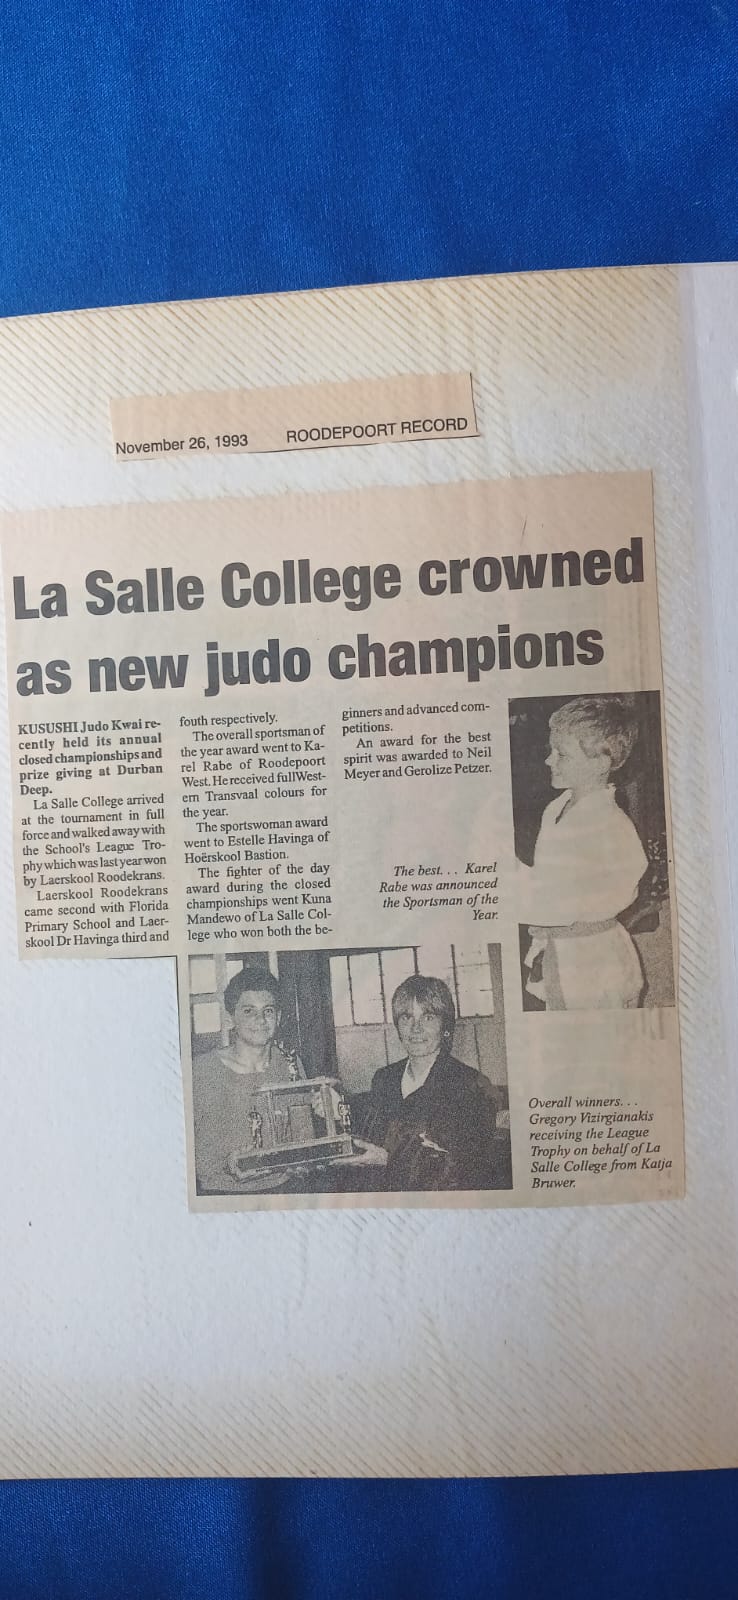 November 26, 1993 ROODEPOORT RECORD
La Salle College crowned
as new judo champions
KUSUSHI Judo Kwai re-
cently held its annual
closed championships and
prize giving at Durban
Deep.
La Salle College arrived
at the tournament in full
force and walked away with
the School's League Tro-
phy which was last year won
by Laerskool Roodekrans.
Laerskool Roodekrans
came second with Florida
Primary School and Laer-
skool Dr Havinga third and
fouth respectively.
The overall sportsman of
the year award went to Ka-
rel Rabe of Roodepoort
West. He received fullWest-
ern Transvaal colours for
the year.
The sportswoman award
went to Estelle Havinga of
Hoërskool Bastion.
The fighter of the day
award during the closed
championships went Kuna
Mandewo of La Salle Col-
lege who won both the be-
ginners and advanced com-
petitions.
An award for the best
spirit was awarded to Neil
Meyer and Gerolize Petzer.
The best. . . Karel
Rabe was announced
the Sportsman of the
Year.
Overall winners. . .
Gregory Vizirgianakis
receiving the League
Trophy on behalf of La
Salle College from Katja
Bruwer.